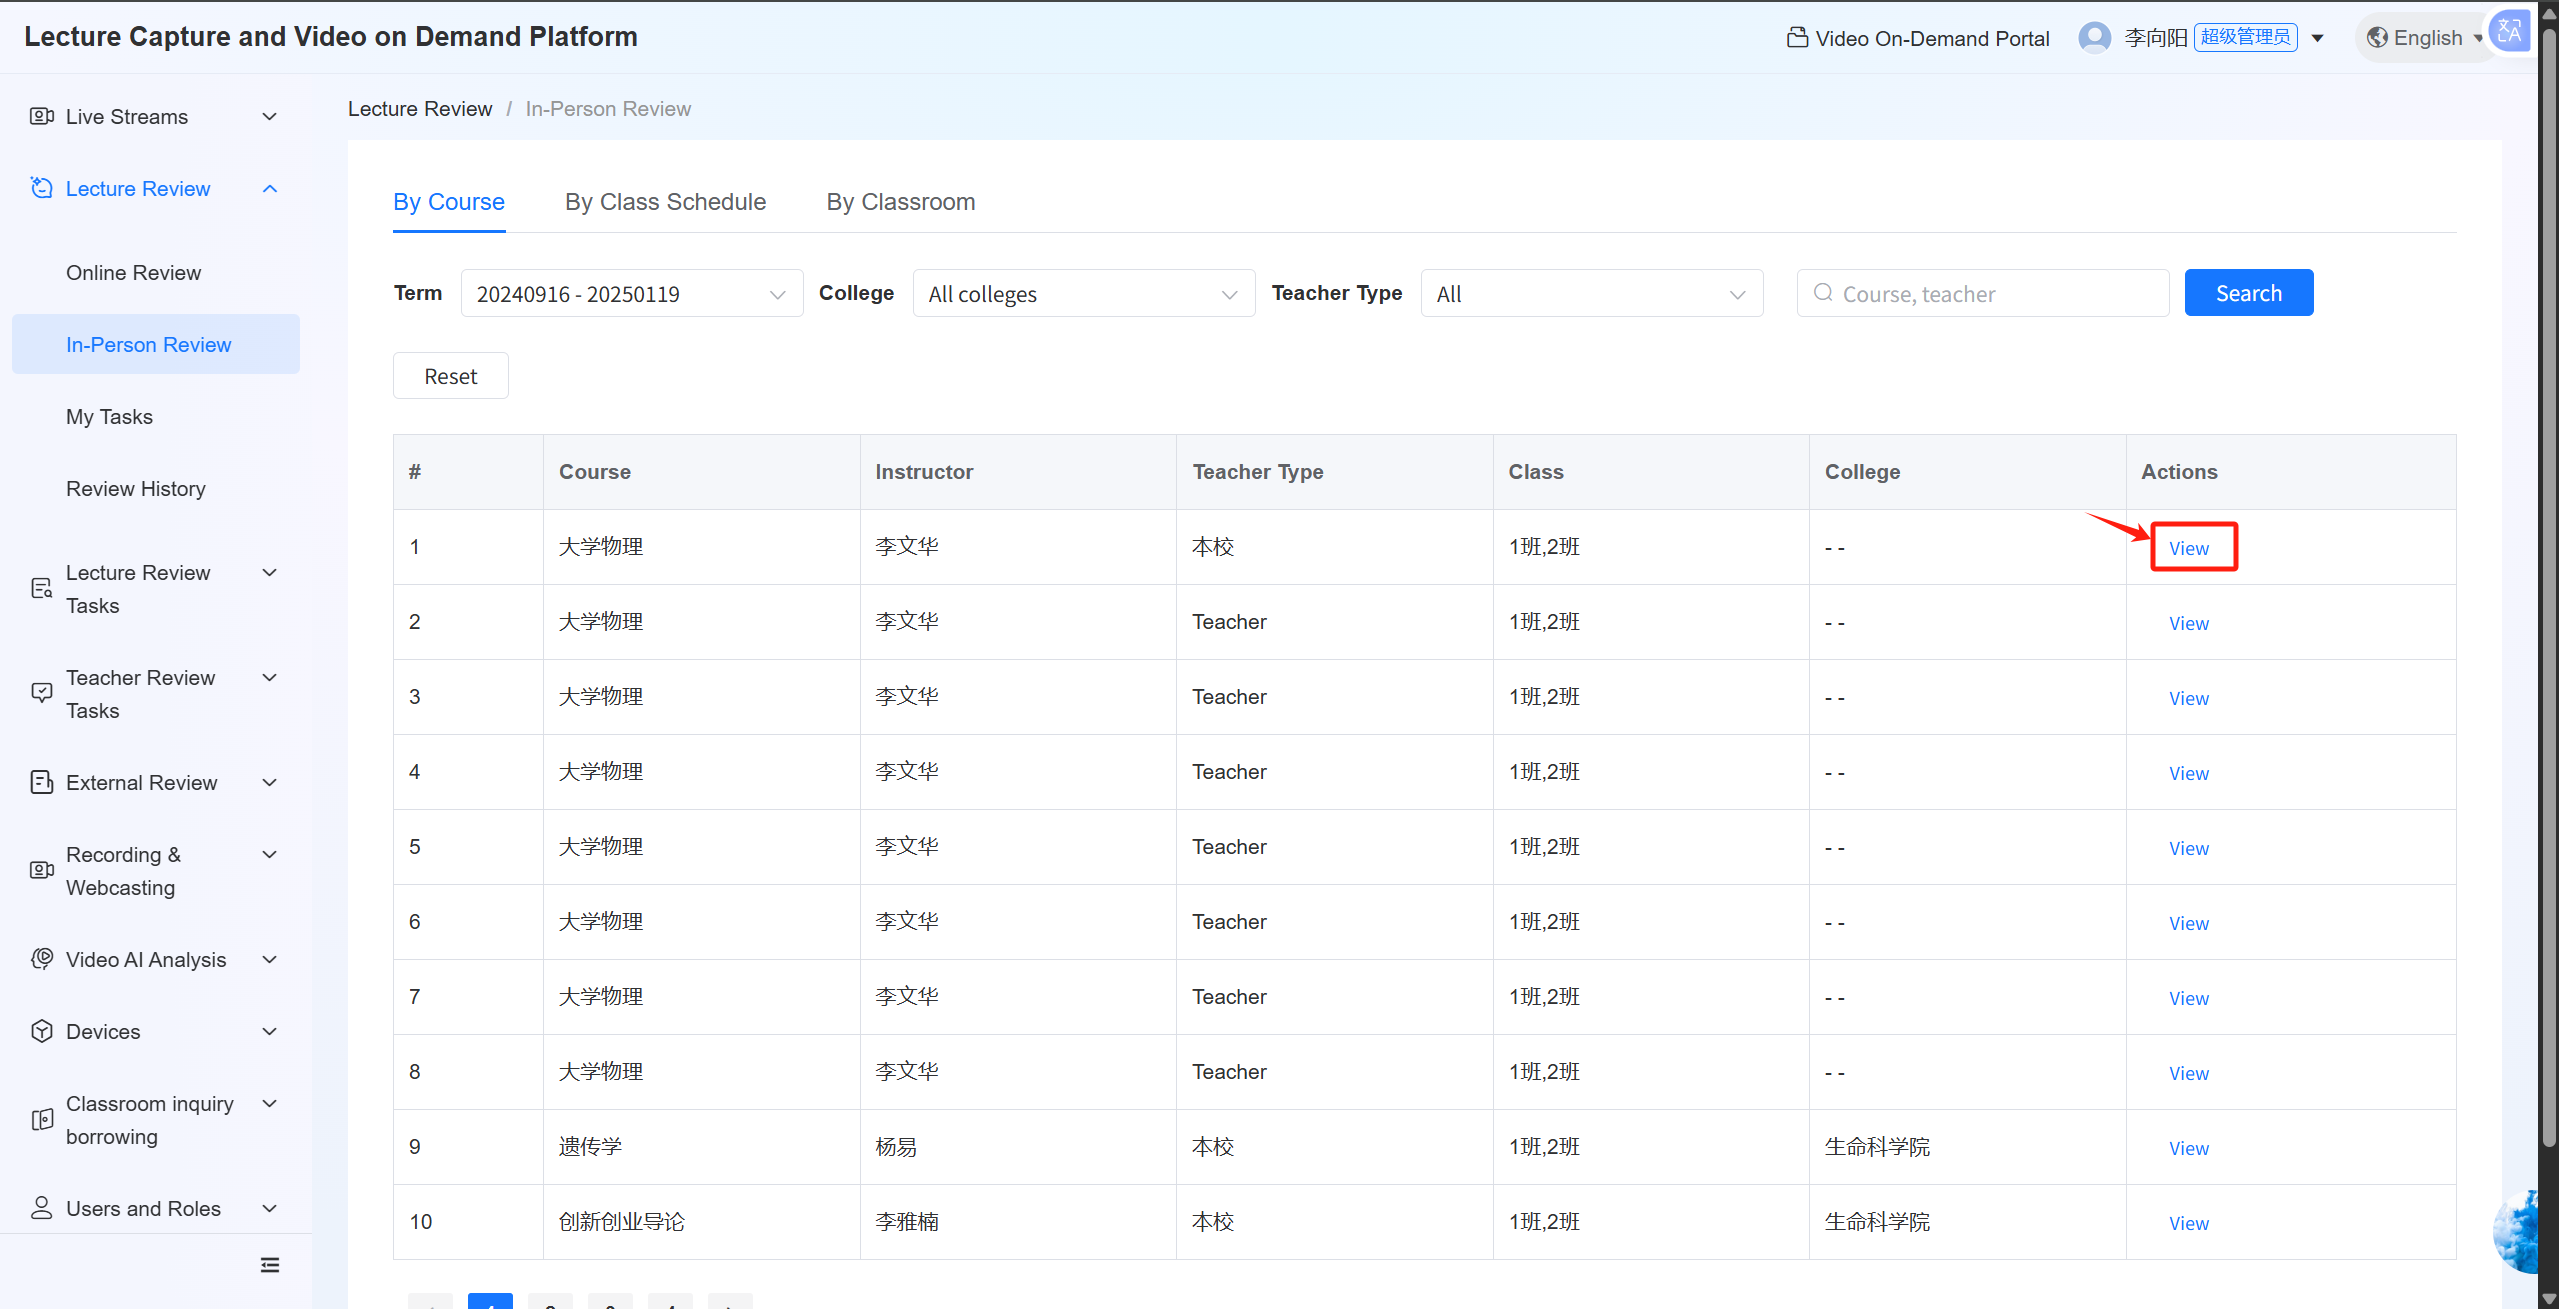 Lecture Capture and Video on Demand Platform
Video On-Demand Portal 李向阳 超级管理员 English
Live Streams
Lecture Review
Online Review
In-Person Review
My Tasks
Review History
Lecture Review
Tasks
Teacher Review
Tasks
External Review
Recording &
Webcasting
Video AI Analysis
Devices
Classroom inquiry
borrowing
Users and Roles
Lecture Review / In-Person Review
By Course By Class Schedule By Classroom
Term 20240916 - 20250119 College All colleges Teacher Type All Course, teacher Search
Reset
# Course Instructor Teacher Type Class College Actions
1 大学物理 李文华 本校 1班,2班 - - View
2 大学物理 李文华 Teacher 1班,2班 - - View
3 大学物理 李文华 Teacher 1班,2班 - - View
4 大学物理 李文华 Teacher 1班,2班 - - View
5 大学物理 李文华 Teacher 1班,2班 - - View
6 大学物理 李文华 Teacher 1班,2班 - - View
7 大学物理 李文华 Teacher 1班,2班 - - View
8 大学物理 李文华 Teacher 1班,2班 - - View
9 遗传学 杨易 本校 1班,2班 生命科学院 View
10 创新创业导论 李雅楠 本校 1班,2班 生命科学院 View